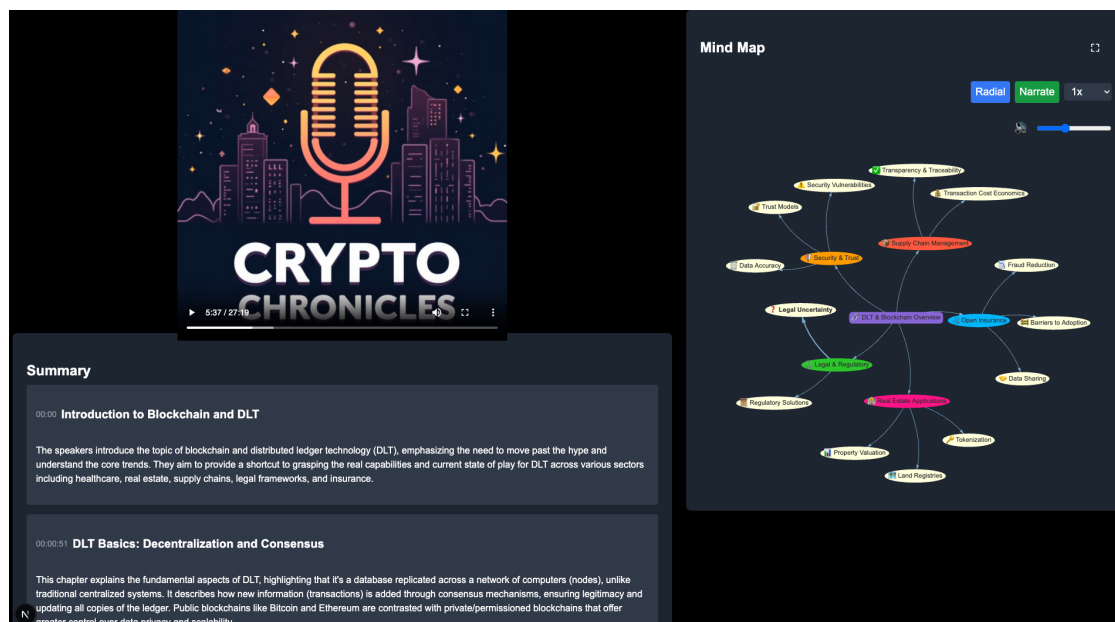 CRYPTO
CHRONICLES
5:37 / 27:19
Summary
00:00 Introduction to Blockchain and DLT
The speakers introduce the topic of blockchain and distributed ledger technology (DLT), emphasizing the need to move past the hype and
understand the core trends. They aim to provide a shortcut to grasping the real capabilities and current state of play for DLT across various sectors
including healthcare, real estate, supply chains, legal frameworks, and insurance.
00:00:51 DLT Basics: Decentralization and Consensus
This chapter explains the fundamental aspects of DLT, highlighting that it's a database replicated across a network of computers (nodes), unlike
traditional centralized systems. It describes how new information (transactions) is added through consensus mechanisms, ensuring legitimacy and
updating all copies of the ledger. Public blockchains like Bitcoin and Ethereum are contrasted with private/permissioned blockchains that offer
greater control over data privacy and scalability.
N
Mind Map
Radial Narrate 1x
Transparency & Traceability
Security Vulnerabilities
Transaction Cost Economics
Trust Models
Supply Chain Management
Security & Trust
Data Accuracy
Fraud Reduction
Legal Uncertainty
DLT & Blockchain Overview
Open Insurance
Barriers to Adoption
Legal & Regulatory
Data Sharing
Regulatory Solutions
Real Estate Applications
Tokenization
Property Valuation
Land Registries